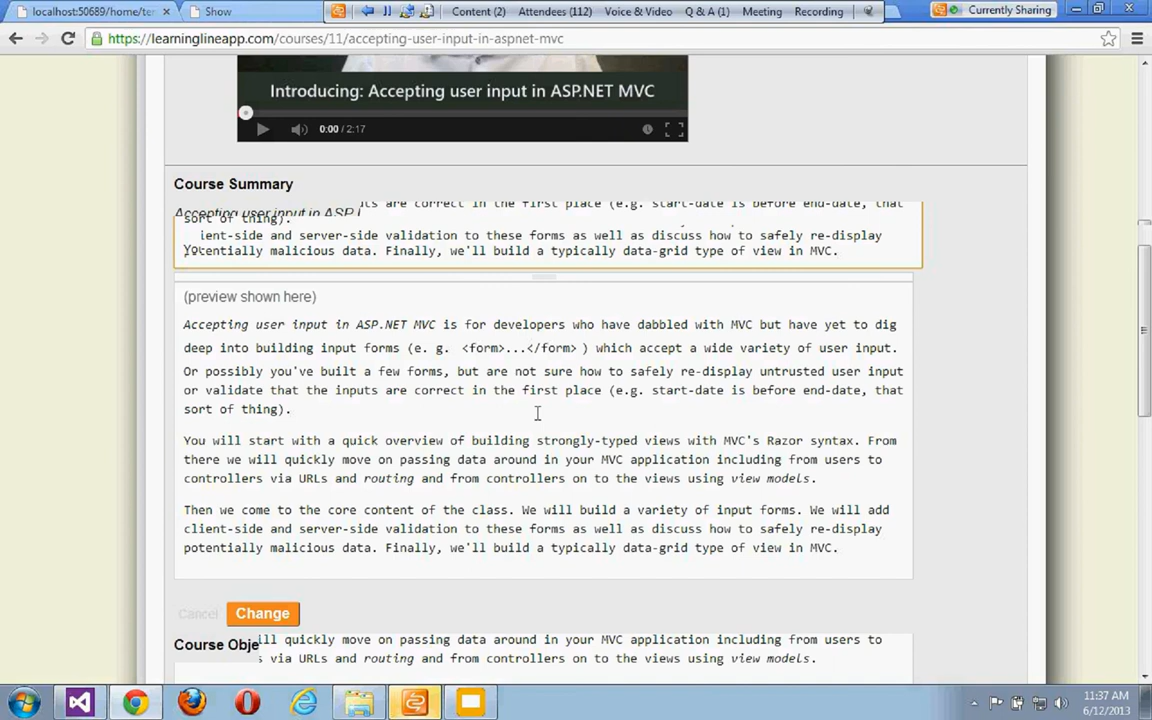 localhost:50689/home/ter
Show
Content (2)
Attendees (112)
Voice & Video
Q & A (1)
Meeting
Recording
Currently Sharing
https://learninglineapp.com/courses/11/accepting-user-input-in-aspnet-mvc
Introducing: Accepting user input in ASP.NET MVC
0:00 / 2:17
Course Summary
Accepting user input in ASP.
ts are correct in the first place (e.g. start-date is before end-date, that
sort of thing).
lient-side and server-side validation to these forms as well as discuss how to safely re-display
potentially malicious data. Finally, we'll build a typically data-grid type of view in MVC.
(preview shown here)
Accepting user input in ASP.NET MVC is for developers who have dabbled with MVC but have yet to dig
deep into building input forms (e. g. <form>...</form> ) which accept a wide variety of user input.
Or possibly you've built a few forms, but are not sure how to safely re-display untrusted user input
or validate that the inputs are correct in the first place (e.g. start-date is before end-date, that
sort of thing).
You will start with a quick overview of building strongly-typed views with MVC's Razor syntax. From
there we will quickly move on passing data around in your MVC application including from users to
controllers via URLs and routing and from controllers on to the views using view models.
Then we come to the core content of the class. We will build a variety of input forms. We will add
client-side and server-side validation to these forms as well as discuss how to safely re-display
potentially malicious data. Finally, we'll build a typically data-grid type of view in MVC.
Cancel
Change
Course Obje
ill quickly move on passing data around in your MVC application including from users to
s via URLs and routing and from controllers on to the views using view models.
11:37 AM
6/12/2013